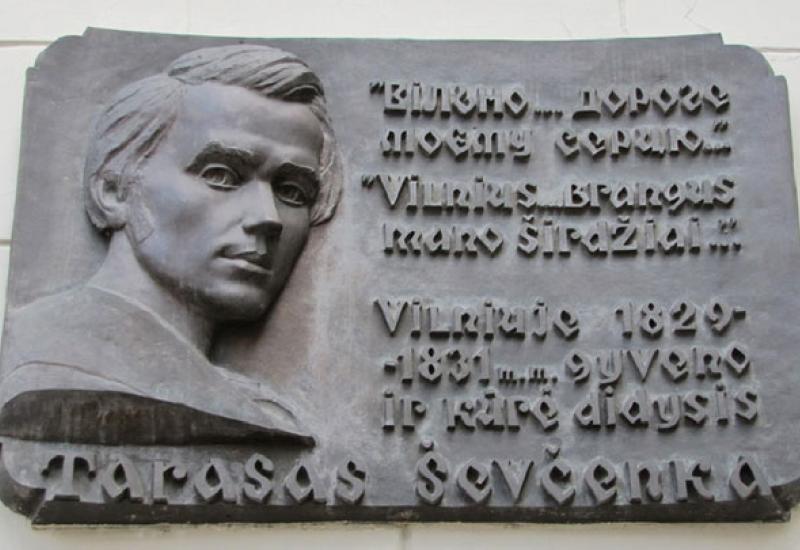 "Вільно... дороге
моєму серцю..."
"Vilnius... Brangus
mano širdžiai..."
Vilniuje 1829-
-1831 m.m. gyveno
ir kūrė didysis
Tarasas Ševčenka